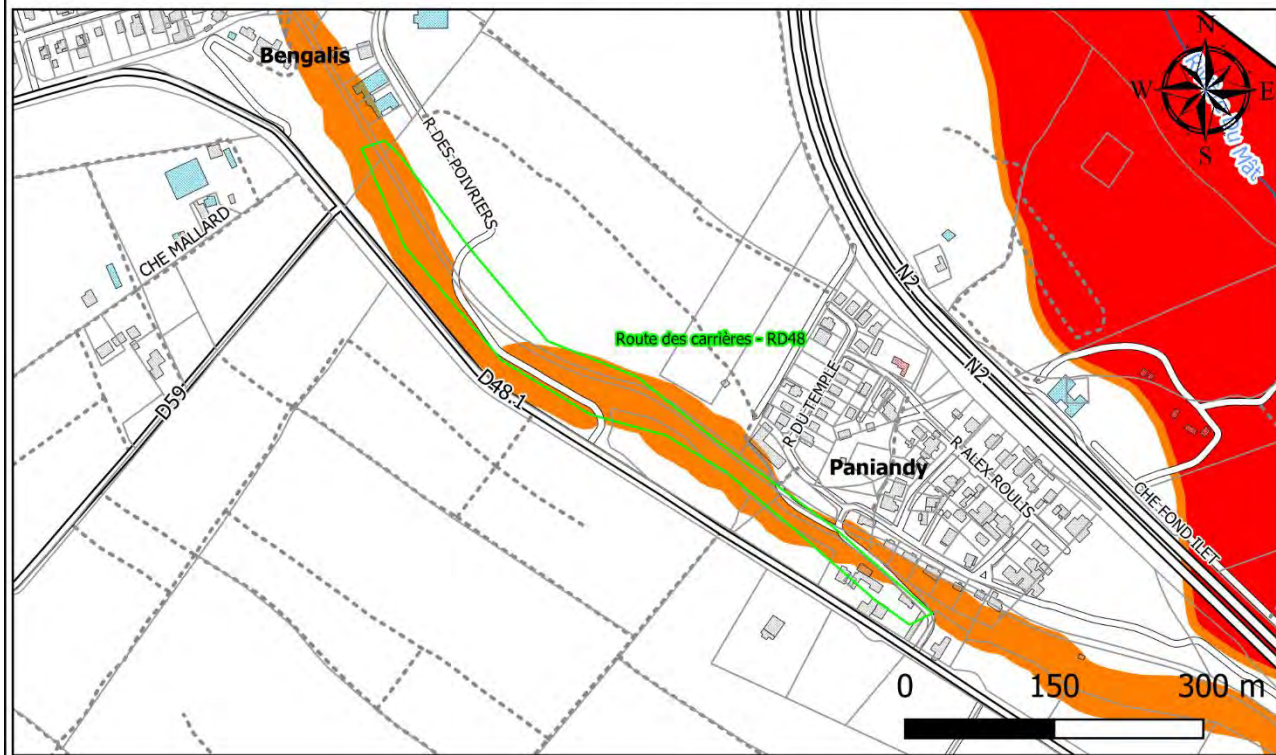 Bengalis
N
W
E
S
Du Mât
R DES POIVRIERS
CHE MALLARD
N2
Route des carrières - RD48
N2
D48.1
D59
R DU TEMPLE
Paniandy
R ALEX ROULIS
CHE FOND ILET
0 150 300 m